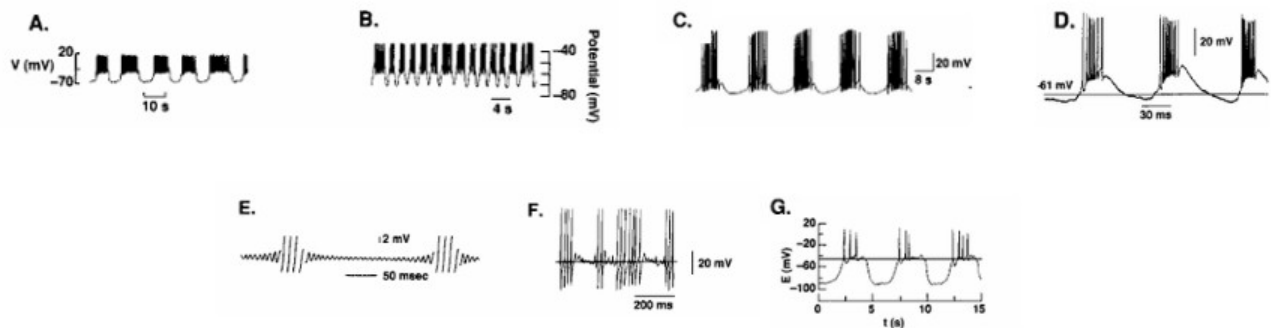 A.
20
V (mV)
−70
10 s
B.
−40
Potential (mV)
−80
4 s
C.
20 mV
8 s
D.
20 mV
-61 mV
30 ms
E.
2 mV
50 msec
F.
20 mV
200 ms
G.
20
−20
−60
−100
E (mV)
0
5
10
15
t (s)